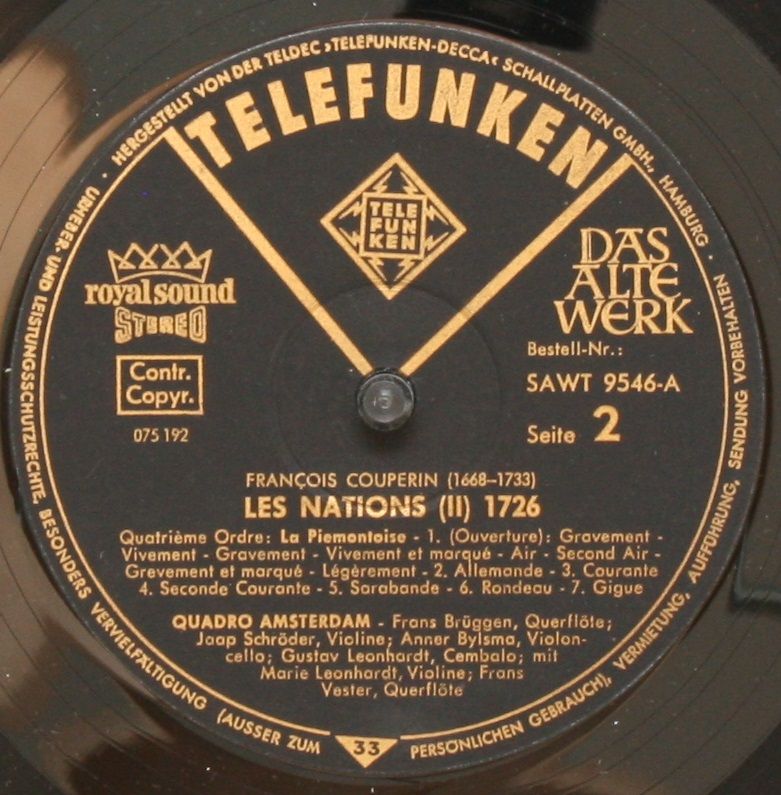 HERGESTELLT VON DER TELDEC »TELEFUNKEN-DECCA« SCHALLPLATTEN GMBH., HAMBURG ·
URHEBER- UND LEISTUNGSSCHUTZRECHTE, BESONDERS VERVIELFÄLTIGUNG (AUSSER ZUM PERSÖNLICHEN GEBRAUCH), VERMIETUNG, AUFFÜHRUNG, SENDUNG VORBEHALTEN ·
TELEFUNKEN
TELE
FUN
KEN
royal sound
STEREO
DAS
ALTE
WERK
Contr.
Copyr.
075 192
Bestell-Nr.:
SAWT 9546-A
Seite 2
FRANÇOIS COUPERIN (1668–1733)
LES NATIONS (II) 1726
Quatrième Ordre: La Piemontoise - 1. (Ouverture): Gravement -
Vivement - Gravement - Vivement et marqué - Air - Second Air -
Grevement et marqué - Légèrement - 2. Allemande - 3. Courante
4. Seconde Courante - 5. Sarabande - 6. Rondeau - 7. Gigue
QUADRO AMSTERDAM - Frans Brüggen, Querflöte;
Jaap Schröder, Violine; Anner Bylsma, Violon-
cello; Gustav Leonhardt, Cembalo; mit
Marie Leonhardt, Violine; Frans
Vester, Querflöte
33